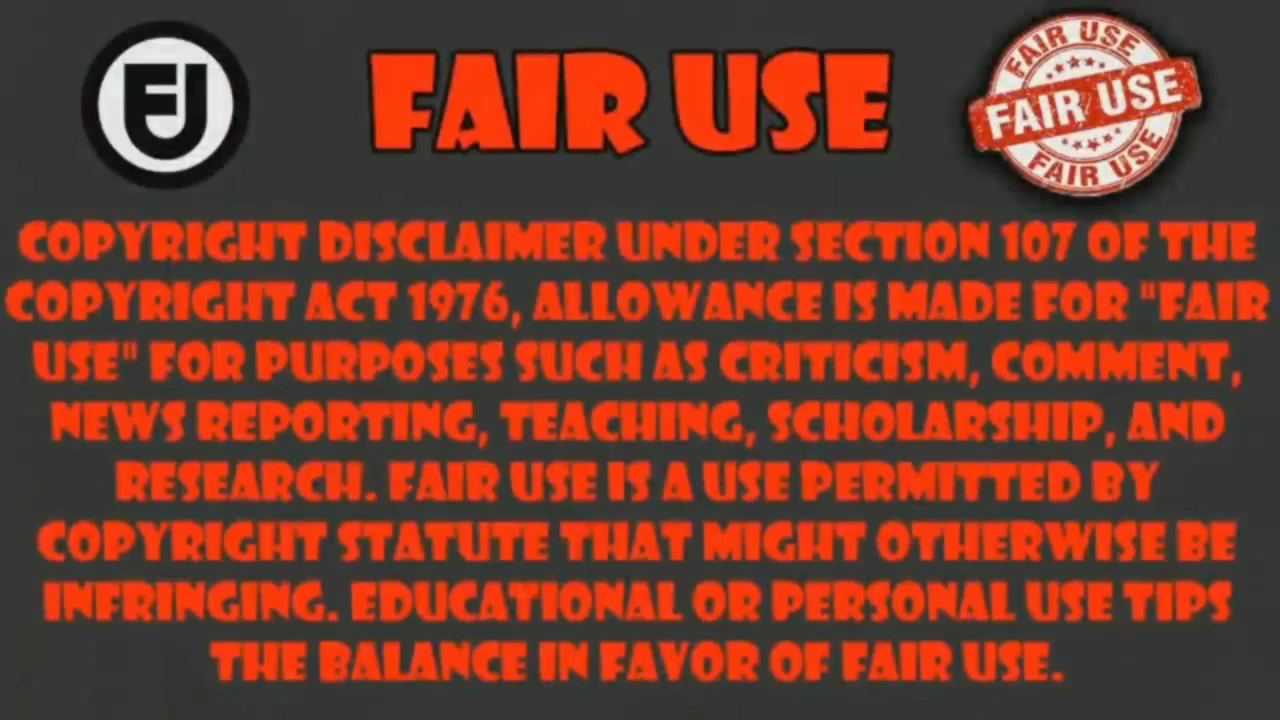 FU
FAIR USE
FAIR USE
FAIR USE
FAIR USE
COPYRIGHT DISCLAIMER UNDER SECTION 107 OF THE
COPYRIGHT ACT 1976, ALLOWANCE IS MADE FOR "FAIR
USE" FOR PURPOSES SUCH AS CRITICISM, COMMENT,
NEWS REPORTING, TEACHING, SCHOLARSHIP, AND
RESEARCH. FAIR USE IS A USE PERMITTED BY
COPYRIGHT STATUTE THAT MIGHT OTHERWISE BE
INFRINGING. EDUCATIONAL OR PERSONAL USE TIPS
THE BALANCE IN FAVOR OF FAIR USE.